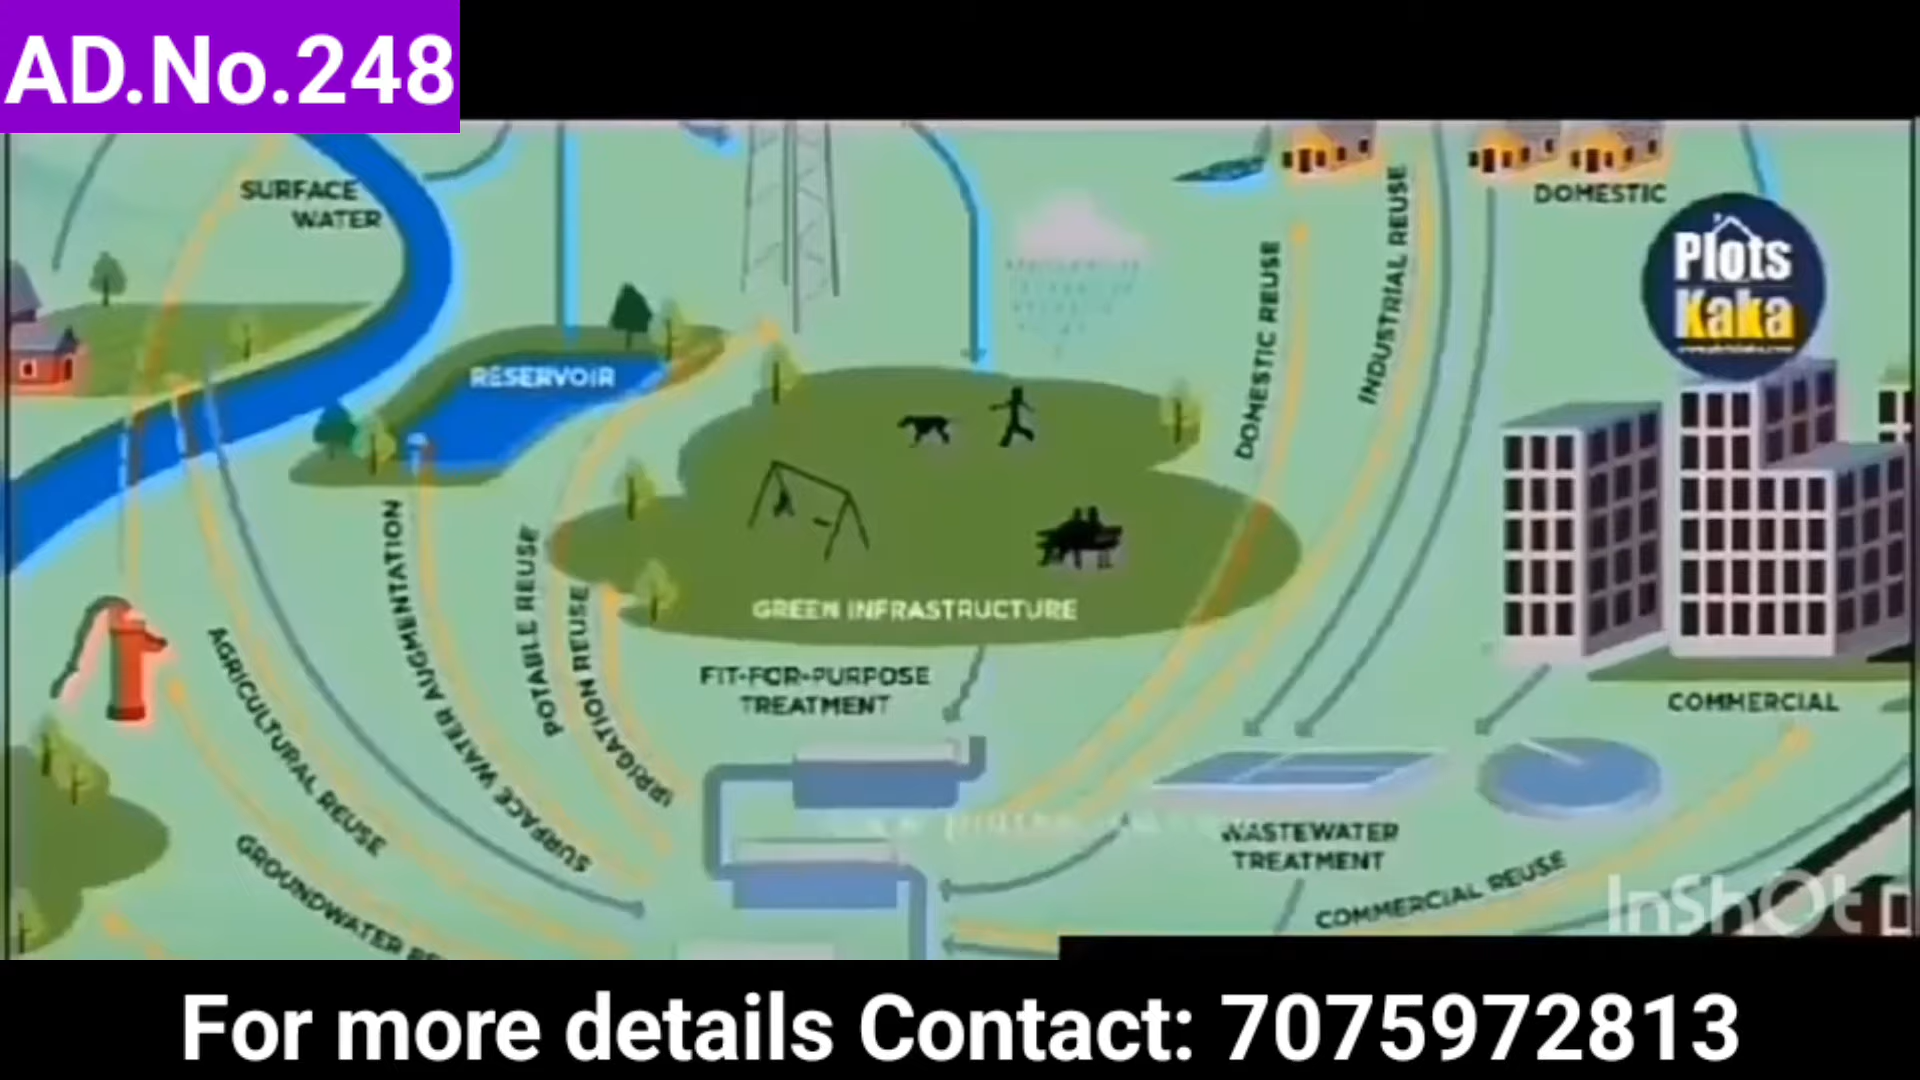 AD.No.248
SURFACE
WATER
DOMESTIC
Plots
Kaka
RESERVOIR
DOMESTIC REUSE
INDUSTRIAL REUSE
SURFACE WATER AUGMENTATION
POTABLE REUSE
IRRIGATION REUSE
GREEN INFRASTRUCTURE
FIT-FOR-PURPOSE
TREATMENT
AGRICULTURAL REUSE
COMMERCIAL
GROUNDWATER
WASTEWATER
TREATMENT
COMMERCIAL REUSE
InShOt
For more details Contact: 7075972813